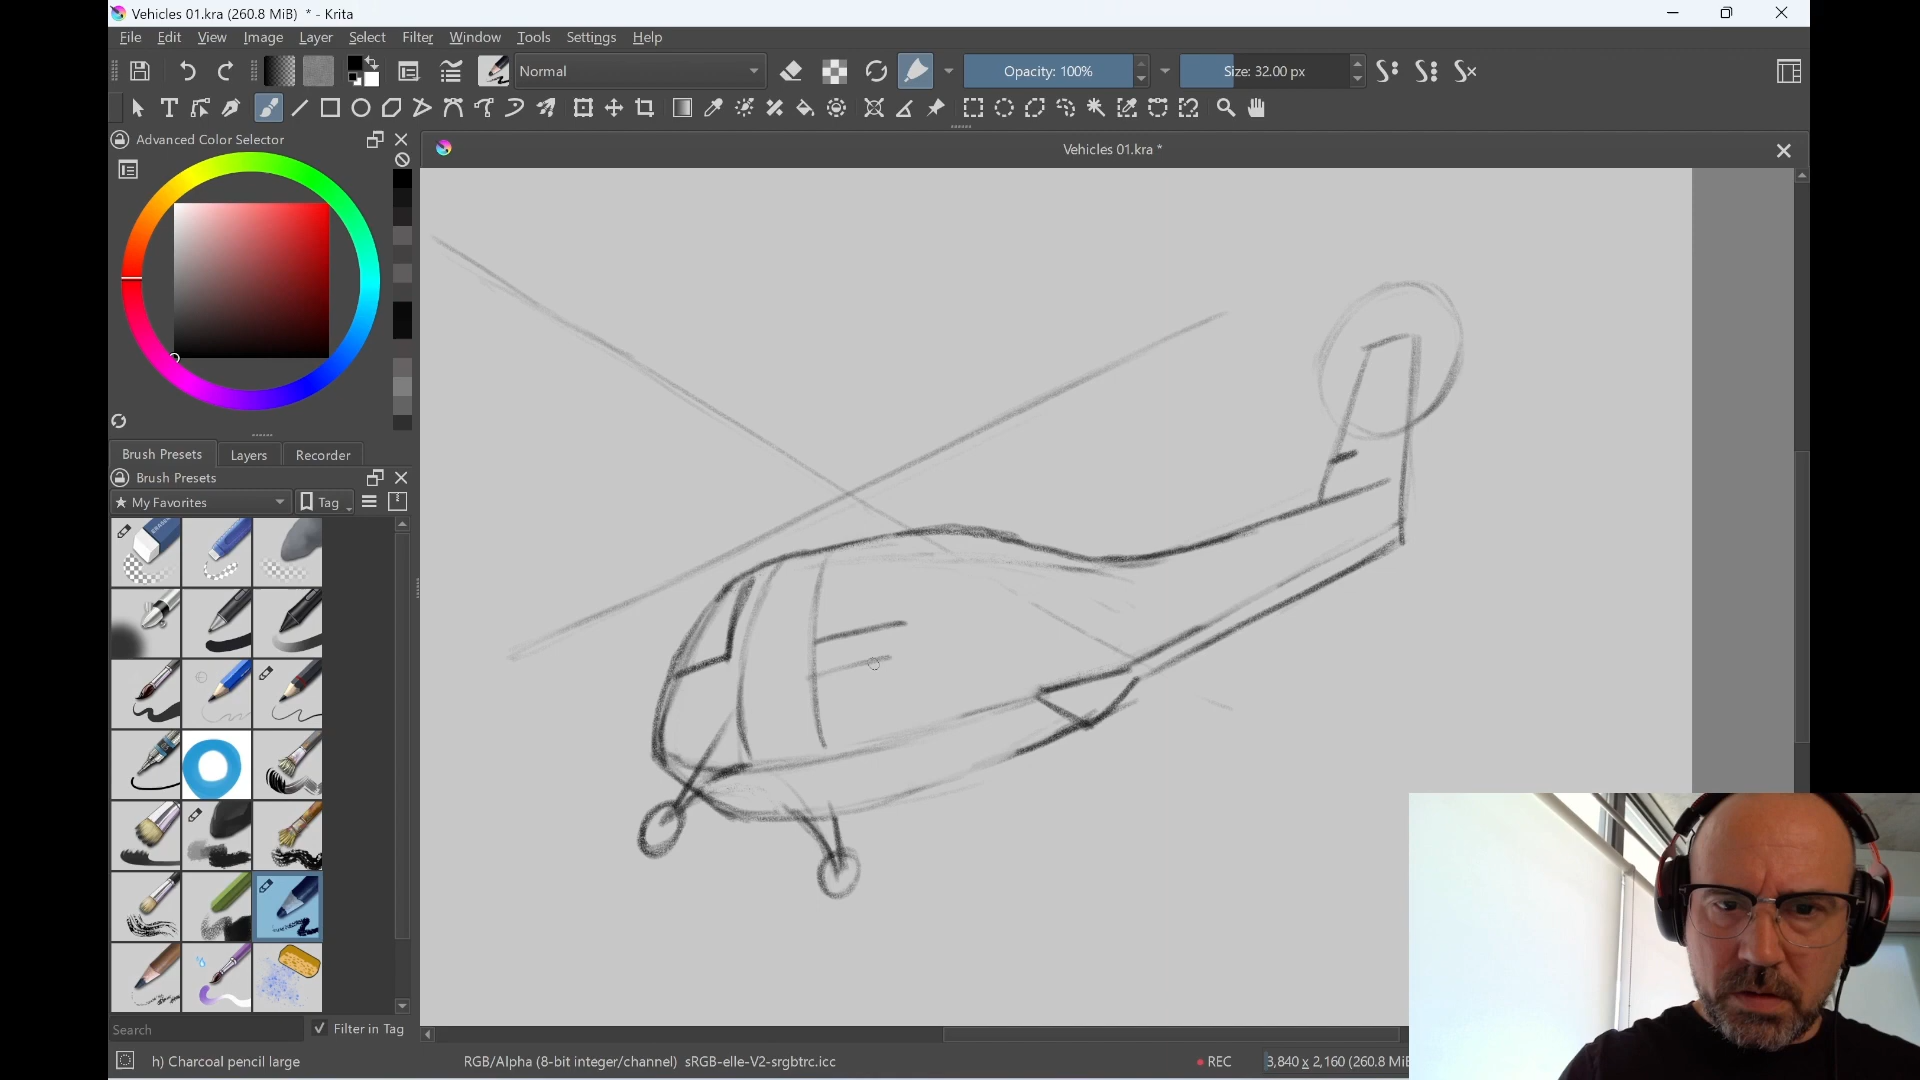 Vehicles 01.kra (260.8 MiB) * - Krita
File Edit View Image Layer Select Filter Window Tools Settings Help
Normal Opacity: 100% Size: 32.00 px
Advanced Color Selector
Vehicles 01.kra *
Brush Presets Layers Recorder
Brush Presets
My Favorites Tag
Search Filter in Tag
h) Charcoal pencil large RGB/Alpha (8-bit integer/channel) sRGB-elle-V2-srgbtrc.icc REC 3,840 x 2,160 (260.8 MiB